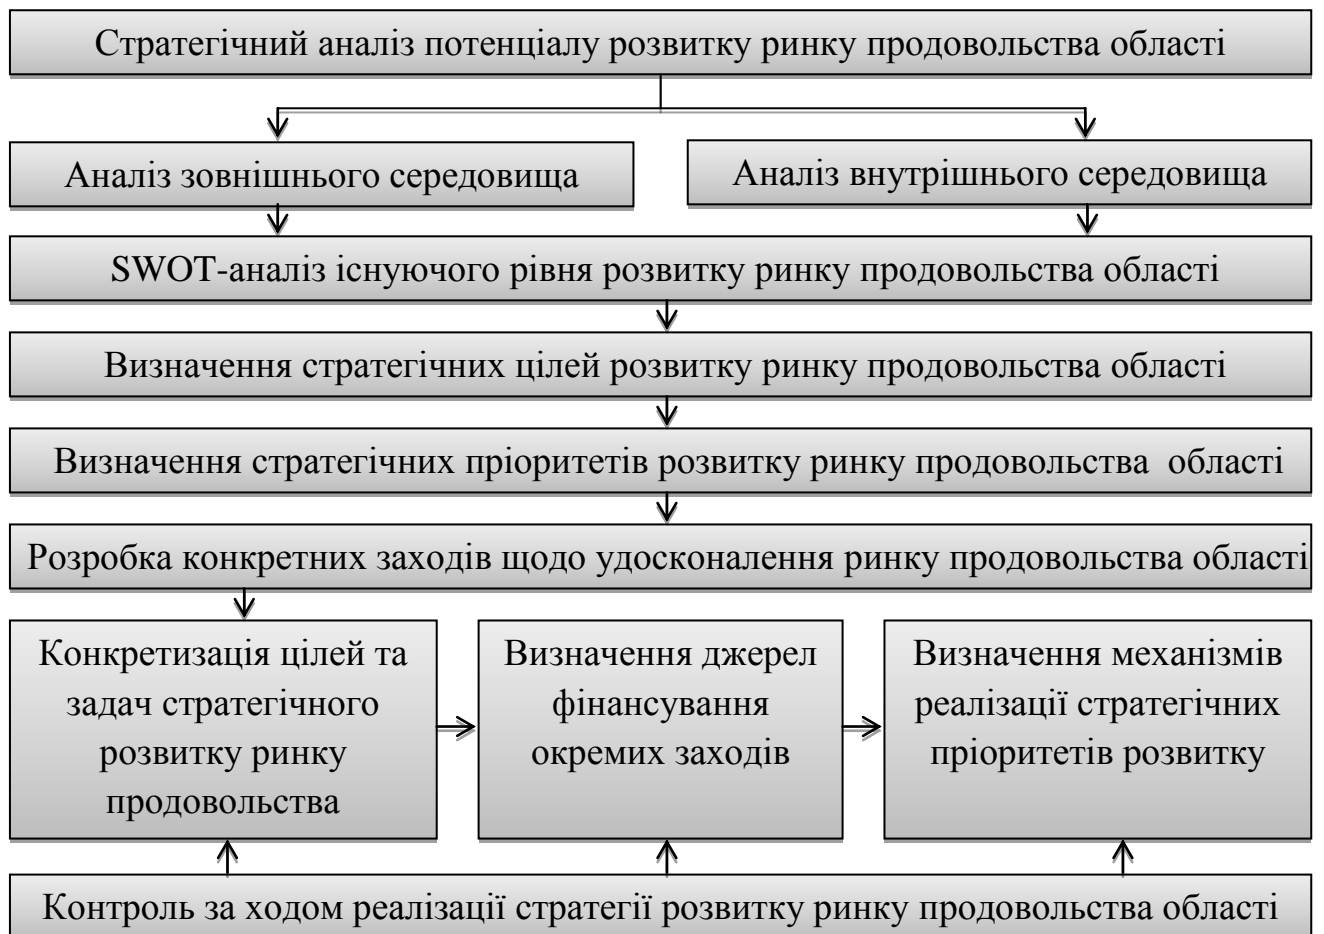 Стратегічний аналіз потенціалу розвитку ринку продовольства області
Аналіз зовнішнього середовища
Аналіз внутрішнього середовища
SWOT-аналіз існуючого рівня розвитку ринку продовольства області
Визначення стратегічних цілей розвитку ринку продовольства області
Визначення стратегічних пріоритетів розвитку ринку продовольства області
Розробка конкретних заходів щодо удосконалення ринку продовольства області
Конкретизація цілей та
задач стратегічного
розвитку ринку
продовольства
Визначення джерел
фінансування
окремих заходів
Визначення механізмів
реалізації стратегічних
пріоритетів розвитку
Контроль за ходом реалізації стратегії розвитку ринку продовольства області